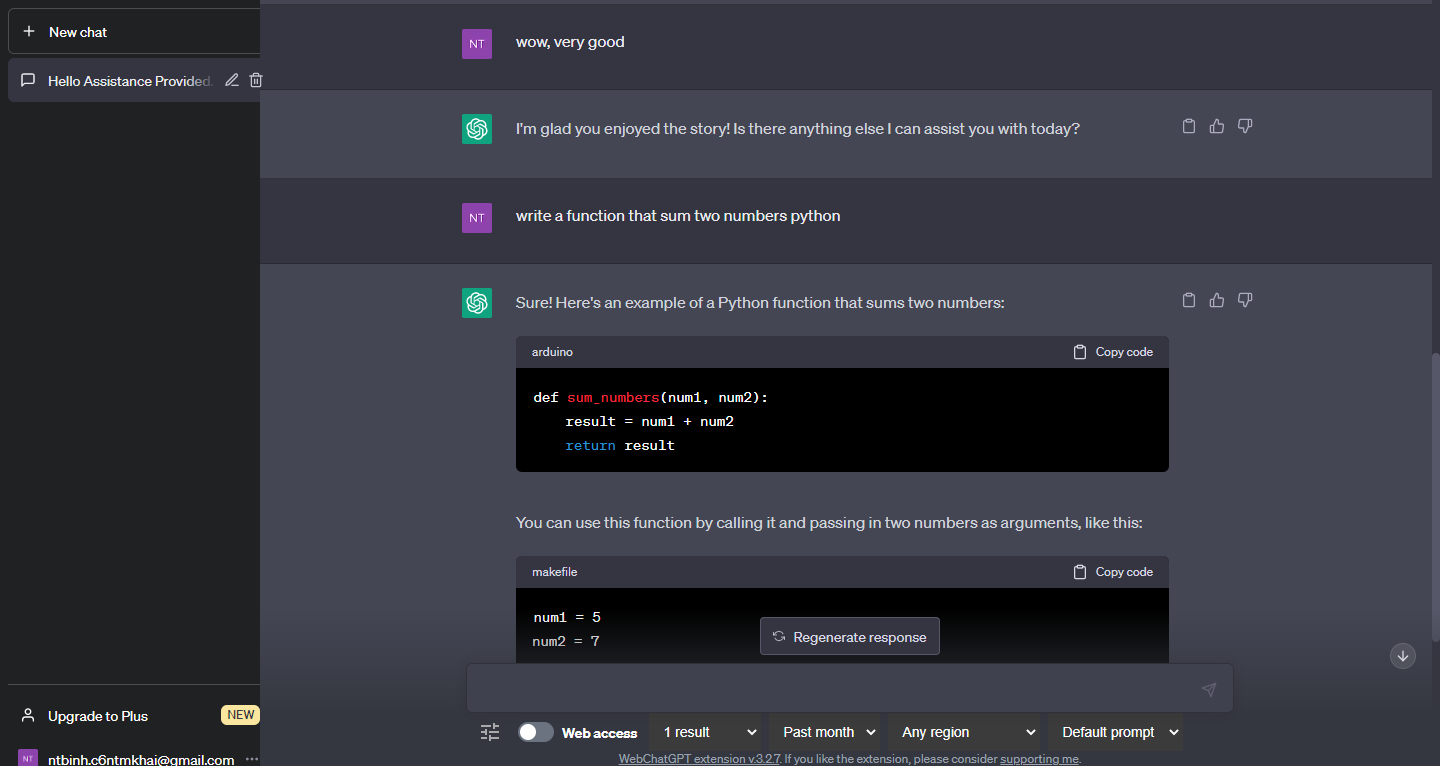 New chat
Hello Assistance Provided.
NT
wow, very good
I'm glad you enjoyed the story! Is there anything else I can assist you with today?
NT
write a function that sum two numbers python
Sure! Here's an example of a Python function that sums two numbers:
arduino
Copy code
def sum_numbers(num1, num2):
    result = num1 + num2
    return result
You can use this function by calling it and passing in two numbers as arguments, like this:
makefile
Copy code
num1 = 5
num2 = 7
Regenerate response
Upgrade to Plus
NEW
NT
ntbinh.c6ntmkhai@gmail.com
Web access
1 result
Past month
Any region
Default prompt
WebChatGPT extension v.3.2.7. If you like the extension, please consider supporting me.